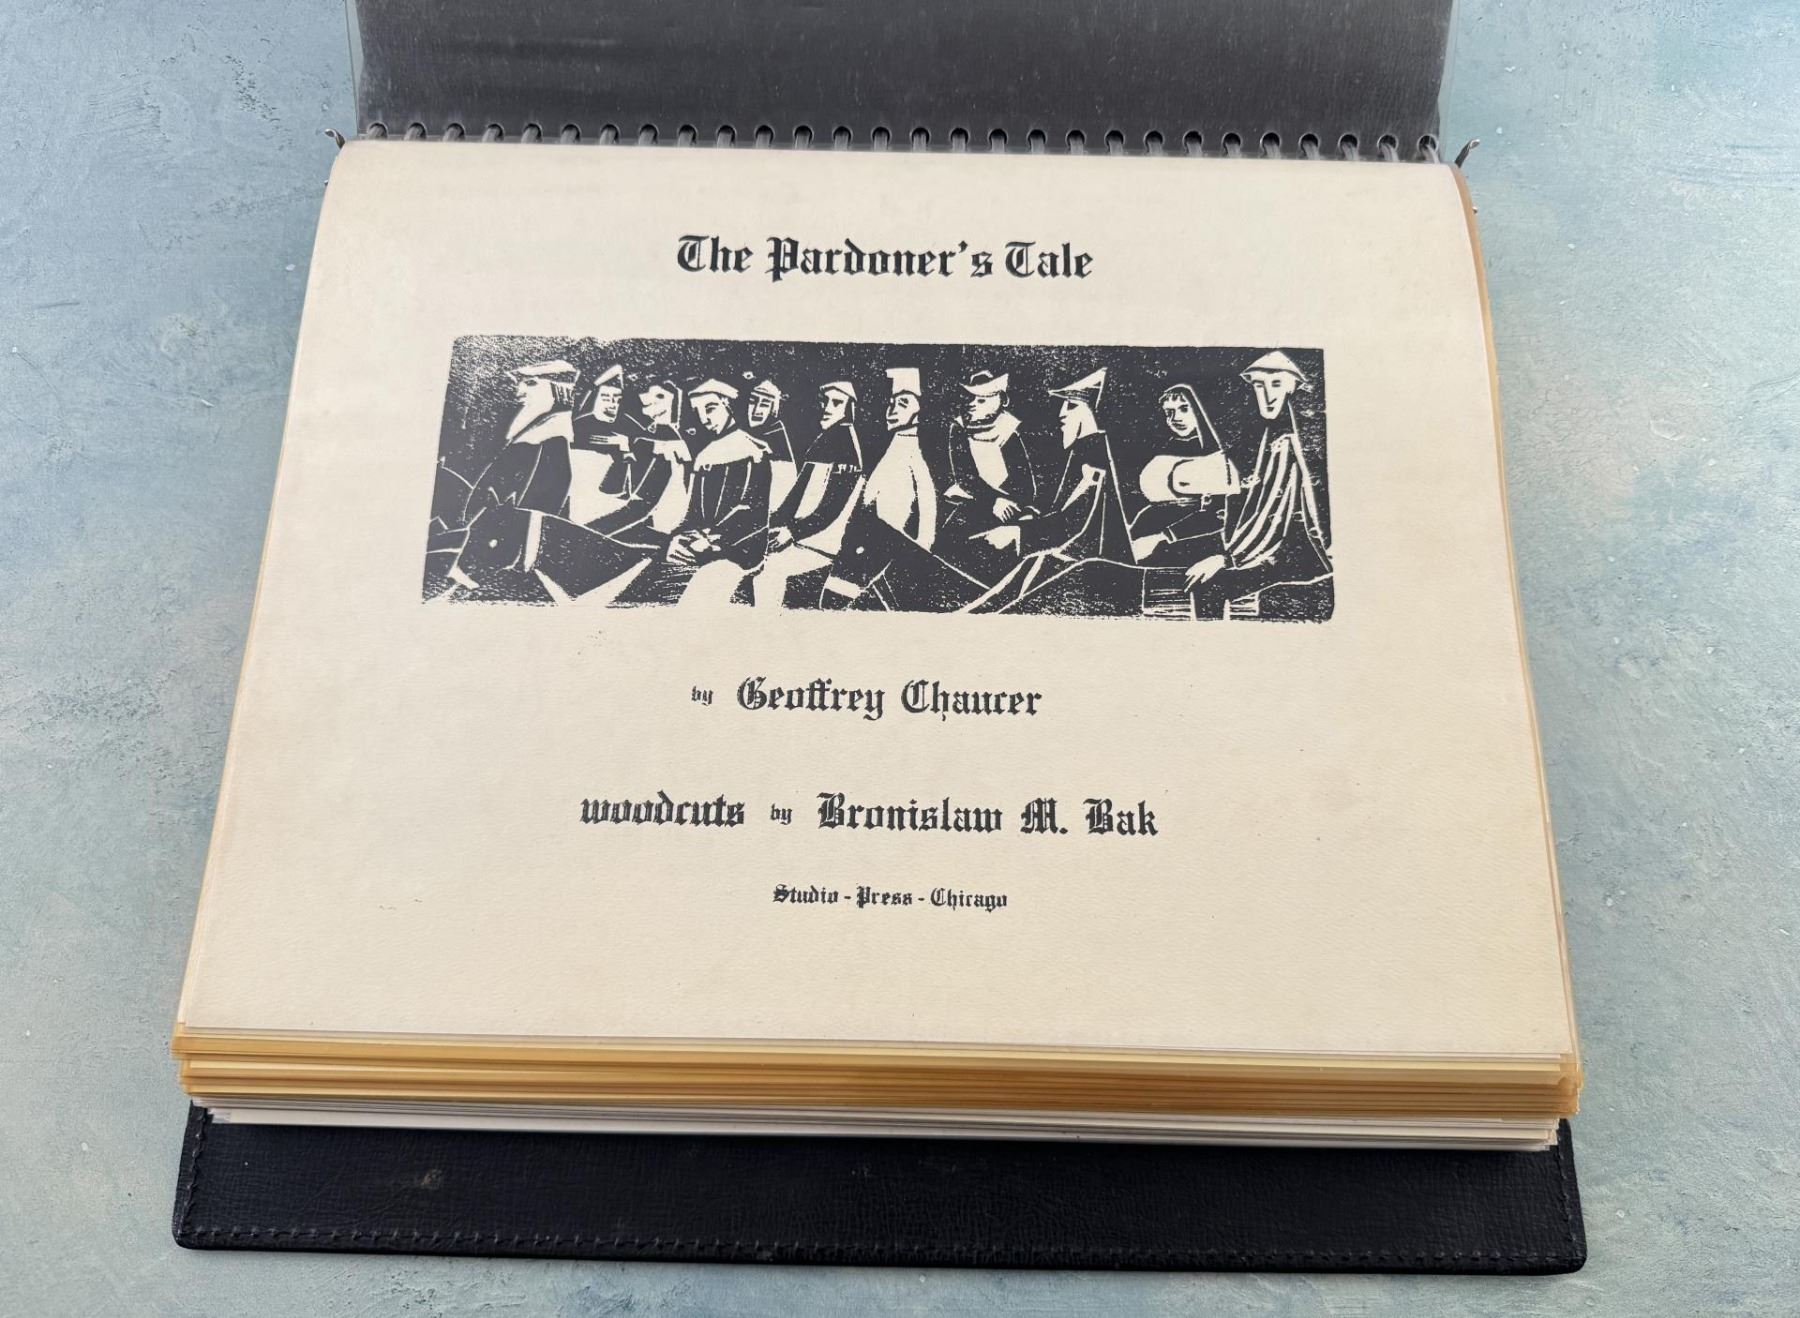 The Pardoner's Tale
by Geoffrey Chaucer
woodcuts by Bronislaw M. Bak
Studio - Press - Chicago